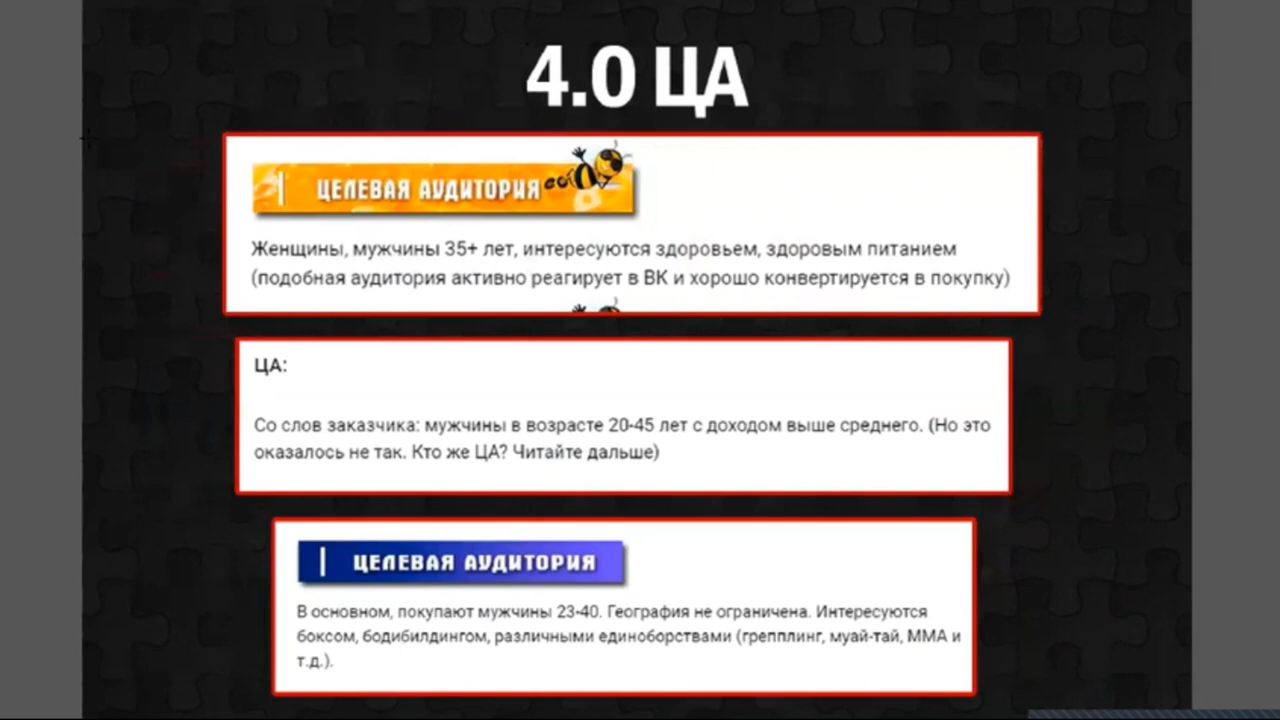 4.0 ЦА
ЦЕЛЕВАЯ АУДИТОРИЯ
Женщины, мужчины 35+ лет, интересуются здоровьем, здоровым питанием
(подобная аудитория активно реагирует в ВК и хорошо конвертируется в покупку)
ЦА:
Со слов заказчика: мужчины в возрасте 20-45 лет с доходом выше среднего. (Но это
оказалось не так. Кто же ЦА? Читайте дальше)
ЦЕЛЕВАЯ АУДИТОРИЯ
В основном, покупают мужчины 23-40. География не ограничена. Интересуются
боксом, бодибилдингом, различными единоборствами (грепплинг, муай-тай, ММА и
т.д.).